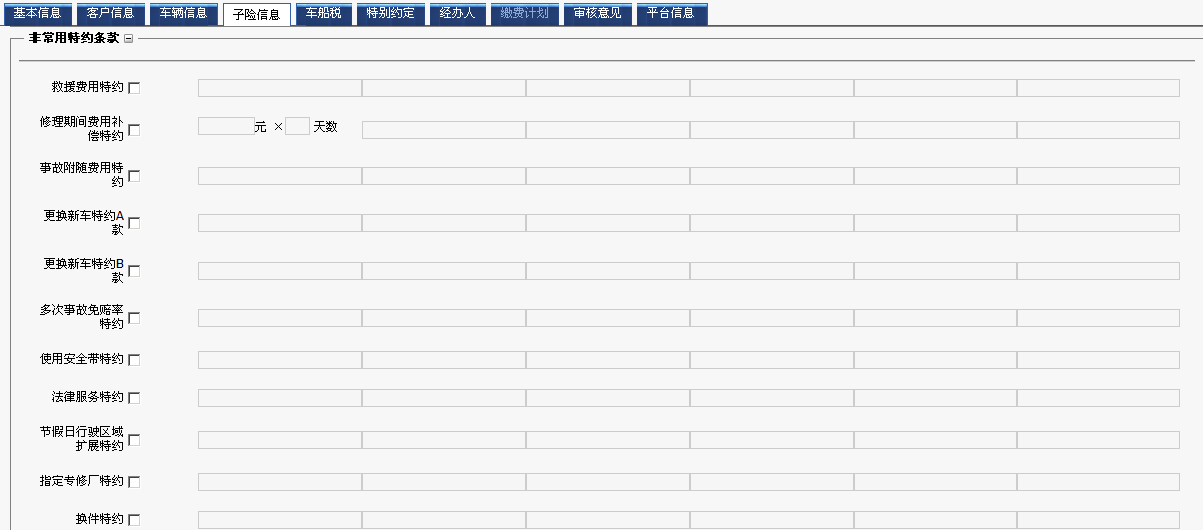 基本信息 客户信息 车辆信息 子险信息 车船税 特别约定 经办人 缴费计划 审核意见 平台信息
非常用特约条款
救援费用特约
修理期间费用补
偿特约
元 × 天数
事故附随费用特
约
更换新车特约A
款
更换新车特约B
款
多次事故免赔率
特约
使用安全带特约
法律服务特约
节假日行驶区域
扩展特约
指定专修厂特约
换件特约